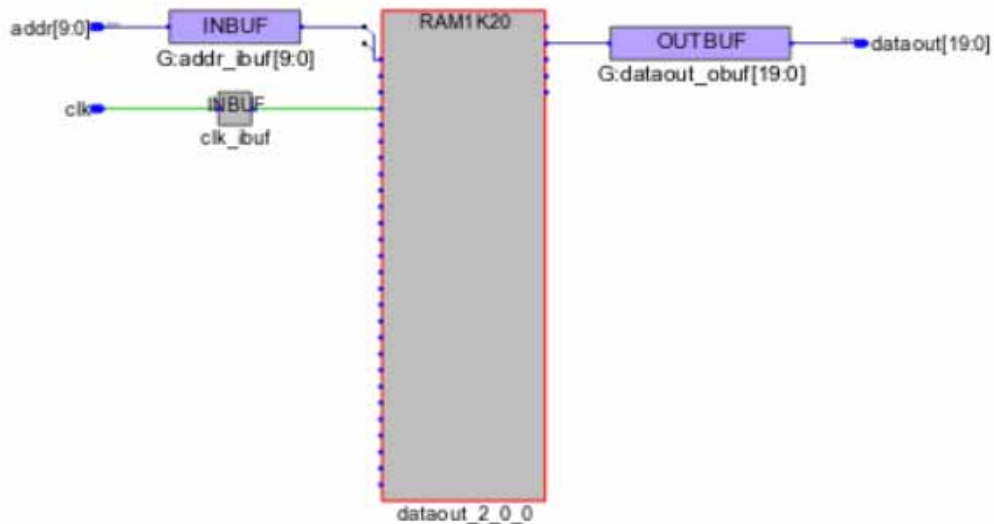 addr[9:0]
INBUF
G:addr_ibuf[9:0]
clk
INBUF
clk_ibuf
RAM1K20
dataout_2_0_0
OUTBUF
G:dataout_obuf[19:0]
dataout[19:0]